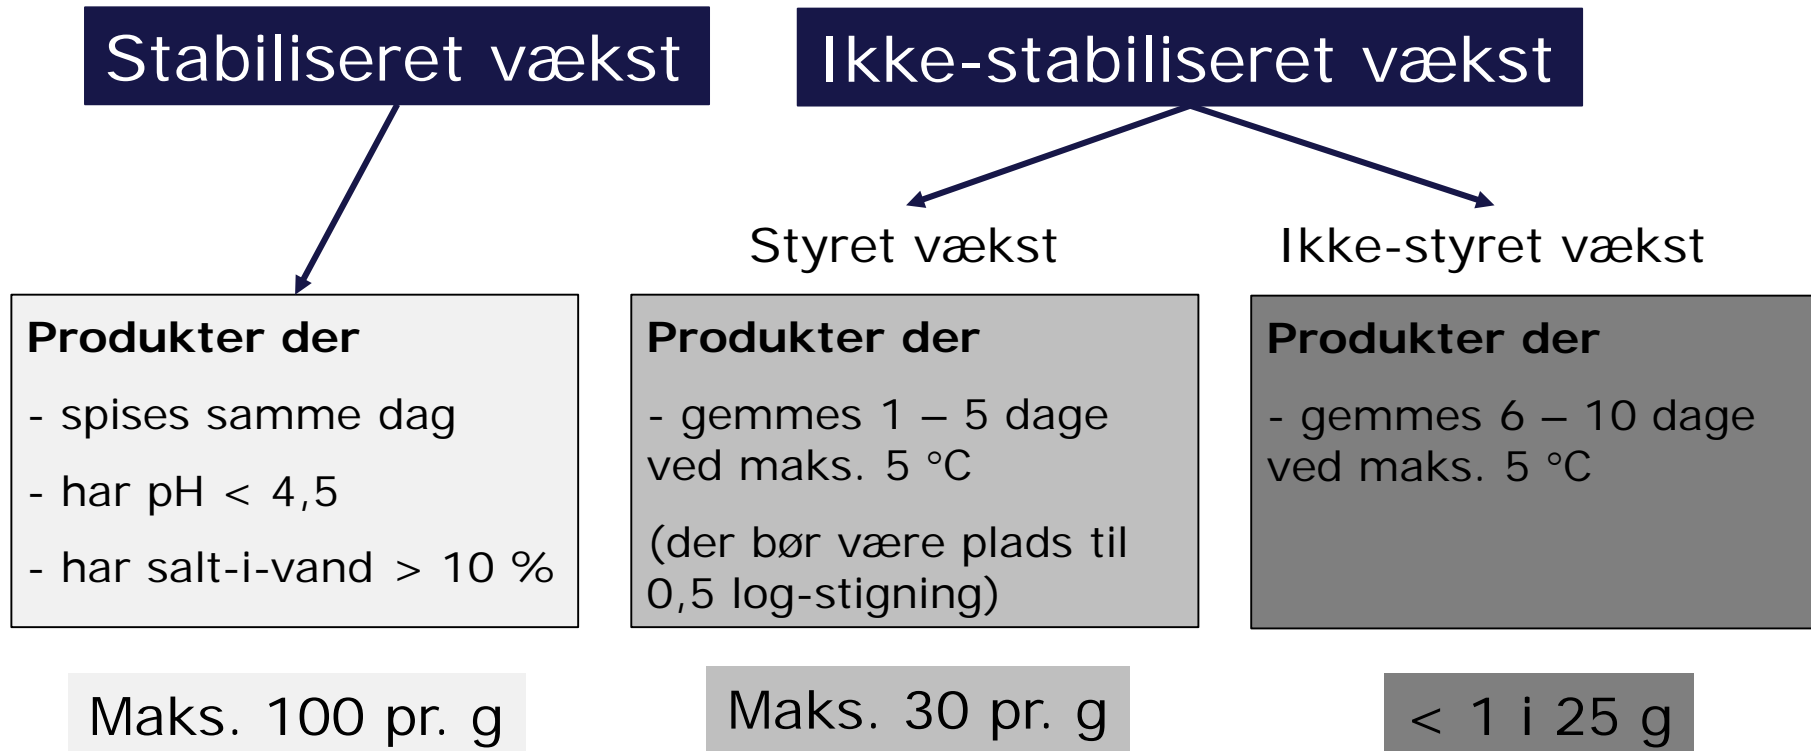 Stabiliseret vækst
Ikke-stabiliseret vækst
Styret vækst
Ikke-styret vækst
Produkter der
- spises samme dag
- har pH < 4,5
- har salt-i-vand > 10 %
Produkter der
- gemmes 1 – 5 dage
ved maks. 5 °C
(der bør være plads til
0,5 log-stigning)
Produkter der
- gemmes 6 – 10 dage
ved maks. 5 °C
Maks. 100 pr. g
Maks. 30 pr. g
< 1 i 25 g